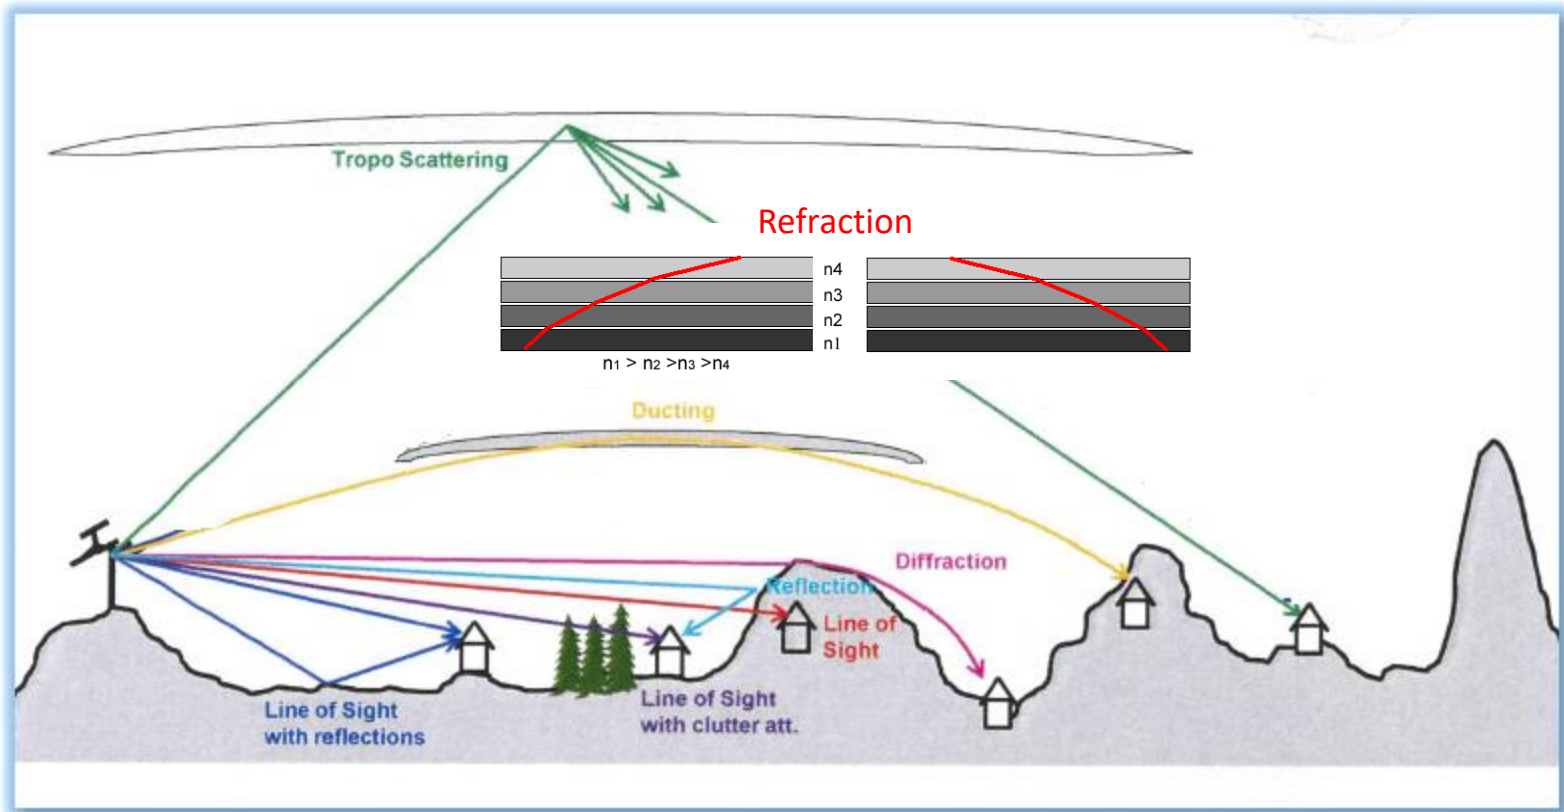 Tropo Scattering
Refraction
n4
n3
n2
n1
n1 > n2 >n3 >n4
Ducting
Diffraction
Reflection
Line of
Sight
Line of Sight
with reflections
Line of Sight
with clutter att.